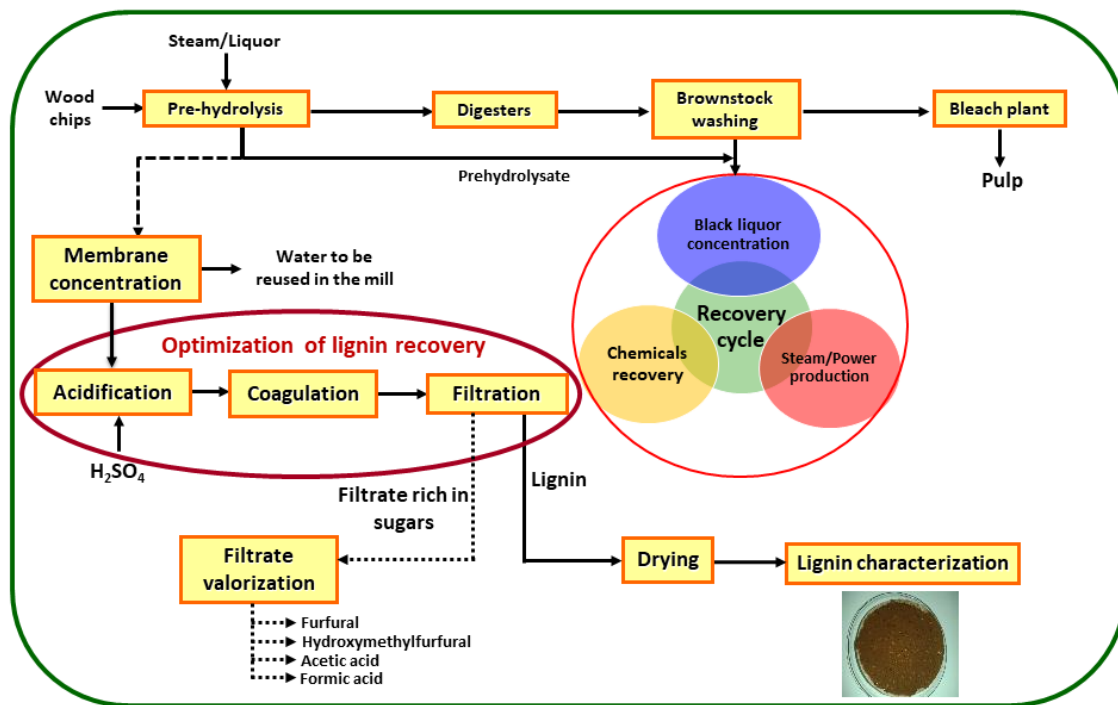 Steam/Liquor
Wood
chips
Pre-hydrolysis
Digesters
Brownstock
washing
Bleach plant
Prehydrolysate
Pulp
Black liquor
concentration
Membrane
concentration
Water to be
reused in the mill
Recovery
cycle
Chemicals
recovery
Steam/Power
production
Optimization of lignin recovery
Acidification
Coagulation
Filtration
H₂SO₄
Filtrate rich in
sugars
Lignin
Filtrate
valorization
Drying
Lignin characterization
Furfural
Hydroxymethylfurfural
Acetic acid
Formic acid